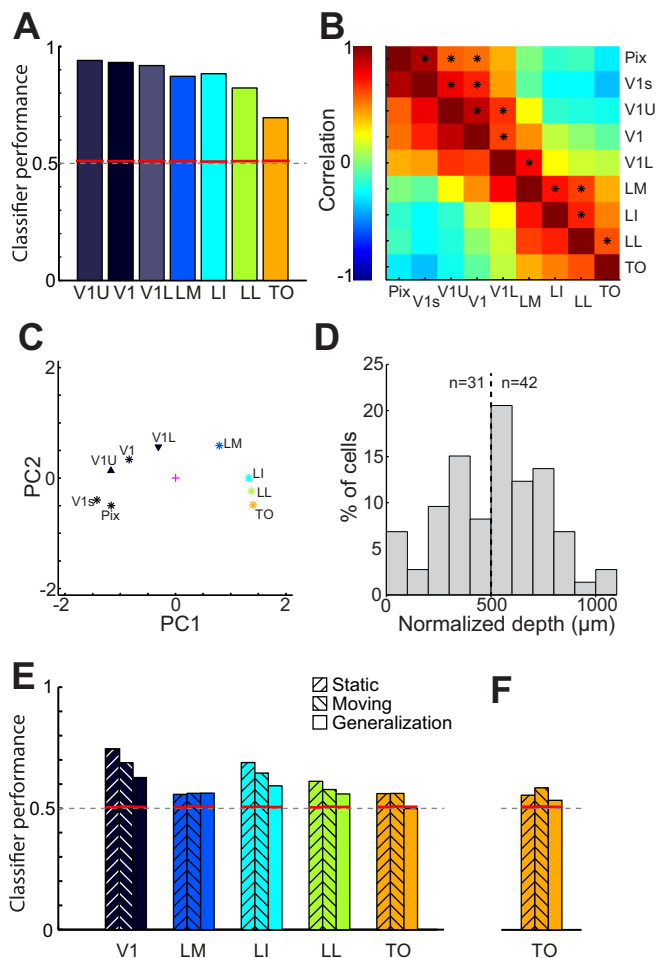 A
Classifier performance
1
0.5
0
V1U V1 V1L LM LI LL TO
B
Correlation
1
0
-1
Pix
V1s
V1U
V1
V1L
LM
LI
LL
TO
Pix V1s V1U V1 V1L LM LI LL TO
C
PC2
2
0
-2
V1L
V1
V1U
V1s
Pix
LM
LI
LL
TO
-2 0 2
PC1
D
% of cells
25
20
15
10
5
0
n=31 n=42
0 500 1000
Normalized depth (µm)
E
Classifier performance
1
0.5
0
Static
Moving
Generalization
V1 LM LI LL TO
F
TO